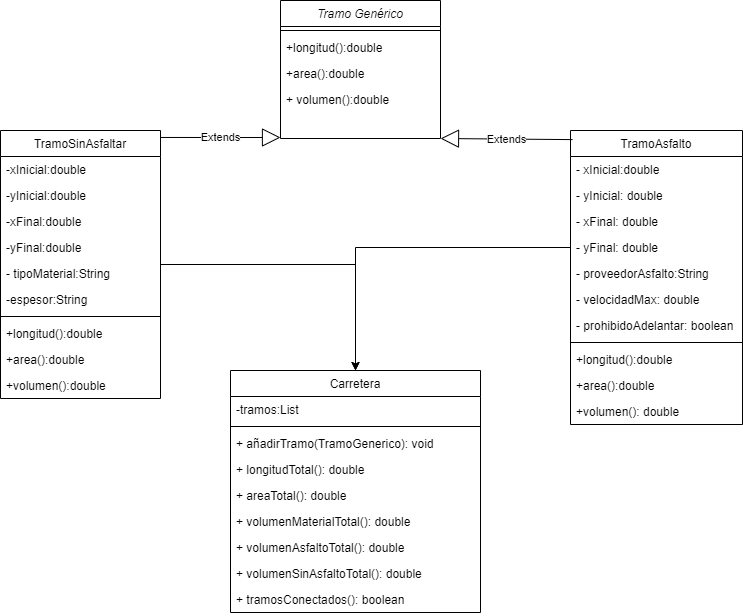 Tramo Genérico
+longitud():double
+area():double
+ volumen():double
Extends
Extends
TramoSinAsfaltar
-xInicial:double
-yInicial:double
-xFinal:double
-yFinal:double
- tipoMaterial:String
-espesor:String
+longitud():double
+area():double
+volumen():double
TramoAsfalto
- xInicial:double
- yInicial: double
- xFinal: double
- yFinal: double
- proveedorAsfalto:String
- velocidadMax: double
- prohibidoAdelantar: boolean
+longitud():double
+area():double
+volumen(): double
Carretera
-tramos:List
+ añadirTramo(TramoGenerico): void
+ longitudTotal(): double
+ areaTotal(): double
+ volumenMaterialTotal(): double
+ volumenAsfaltoTotal(): double
+ volumenSinAsfaltoTotal(): double
+ tramosConectados(): boolean